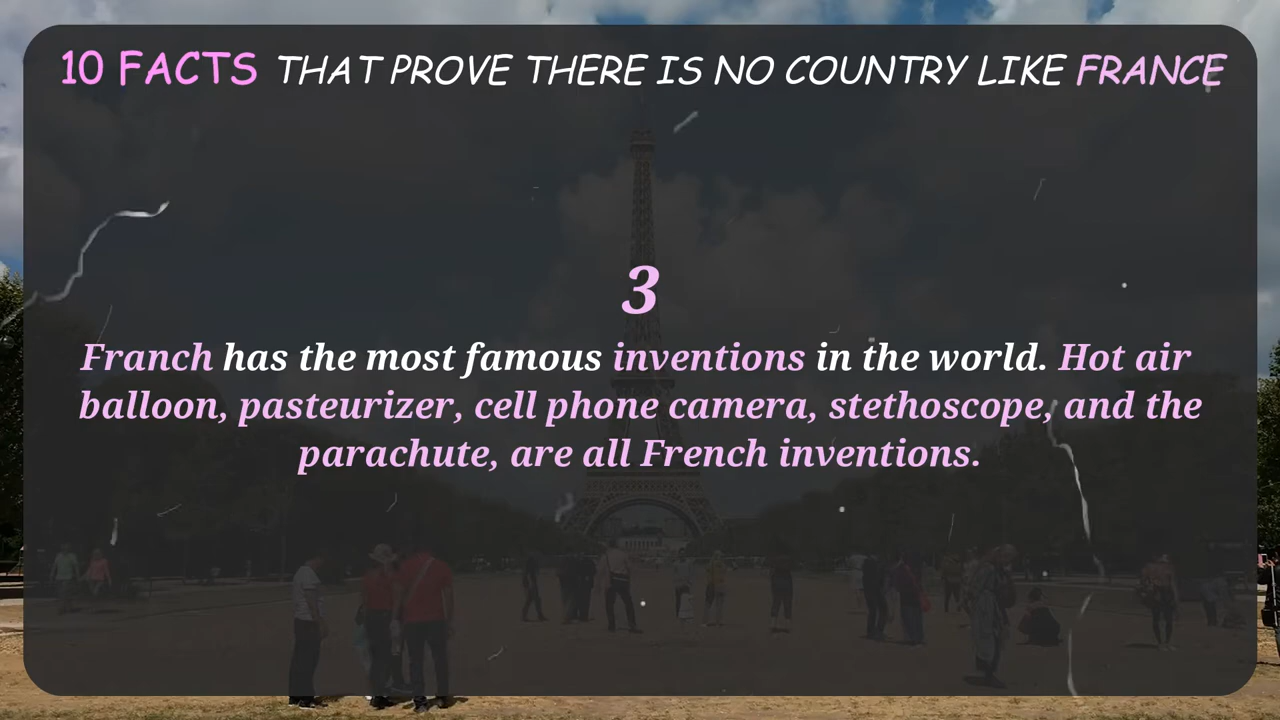 10 FACTS THAT PROVE THERE IS NO COUNTRY LIKE FRANCE
3
Franch has the most famous inventions in the world. Hot air
balloon, pasteurizer, cell phone camera, stethoscope, and the
parachute, are all French inventions.